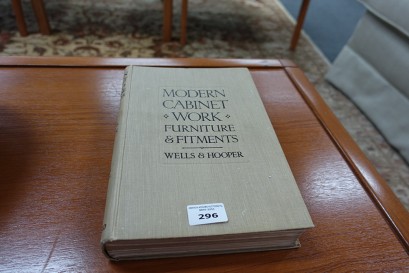 MODERN
CABINET
WORK
FURNITURE
& FITMENTS
WELLS & HOOPER
296